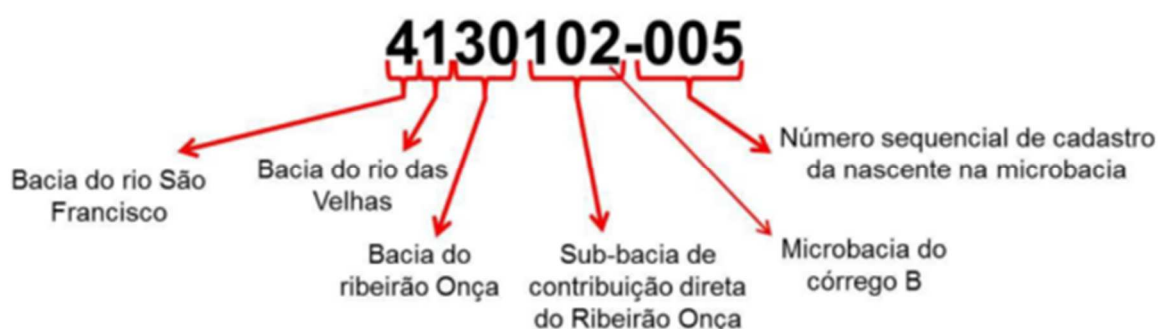 4130102-005
Bacia do rio São
Francisco
Bacia do rio das
Velhas
Bacia do
ribeirão Onça
Sub-bacia de
contribuição direta
do Ribeirão Onça
Microbacia do
córrego B
Número sequencial de cadastro
da nascente na microbacia